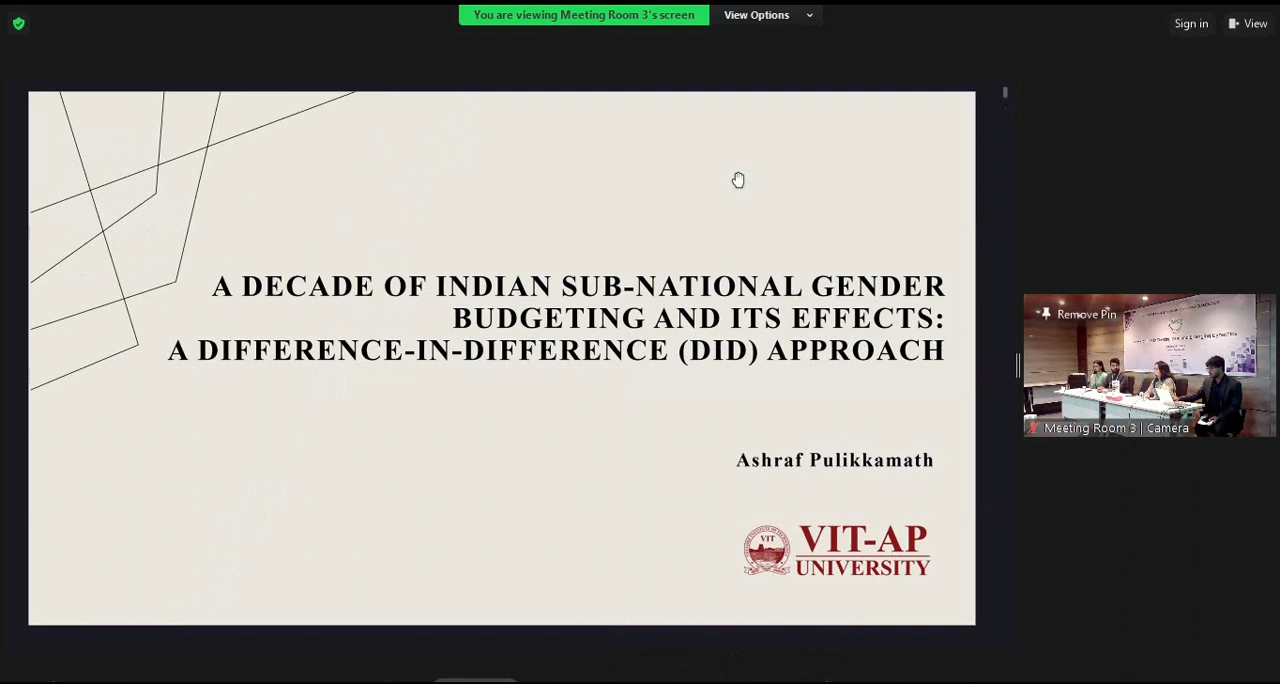 You are viewing Meeting Room 3's screen
View Options
Sign in
View
A DECADE OF INDIAN SUB-NATIONAL GENDER
BUDGETING AND ITS EFFECTS:
A DIFFERENCE-IN-DIFFERENCE (DID) APPROACH
Remove Pin
Meeting Room 3 | Camera
Ashraf Pulikkamath
VIT
VIT-AP
UNIVERSITY